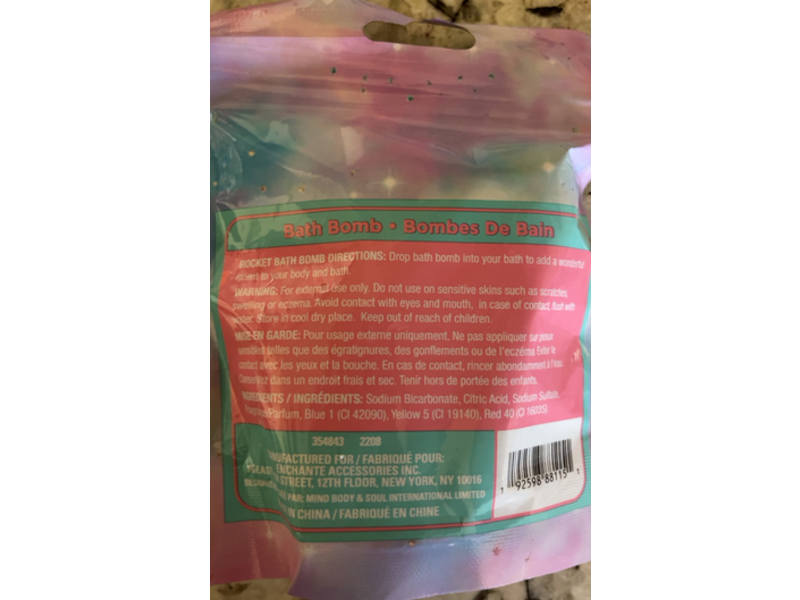 Bath Bomb • Bombes De Bain
ROCKET BATH BOMB DIRECTIONS: Drop bath bomb into your bath to add a wonderful
to your body and bath.
WARNING: For external use only. Do not use on sensitive skins such as scratches,
swelling or eczema. Avoid contact with eyes and mouth, in case of contact, flush with
water. Store in cool dry place. Keep out of reach of children.
MISE EN GARDE: Pour usage externe uniquement. Ne pas appliquer sur peaux
sensibles telles que des égratignures, des gonflements ou de l'eczéma. Eviter le
contact avec les yeux et la bouche. En cas de contact, rincer abondamment à l'eau.
Conservez dans un endroit frais et sec. Tenir hors de portée des enfants.
INGREDIENTS / INGRÉDIENTS: Sodium Bicarbonate, Citric Acid, Sodium Sulfate,
Fragrance/Parfum, Blue 1 (CI 42090), Yellow 5 (CI 19140), Red 40 (CI 16035)
354843 2208
MANUFACTURED FOR / FABRIQUÉ POUR:
ENCHANTE ACCESSORIES INC.
STREET, 12TH FLOOR, NEW YORK, NY 10016
PAR: MIND BODY & SOUL INTERNATIONAL LIMITED
IN CHINA / FABRIQUÉ EN CHINE
1 92598 88115 1